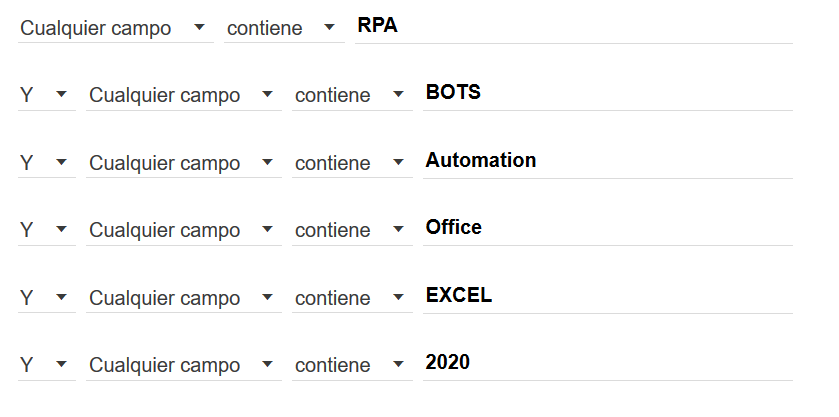 Cualquier campo contiene RPA
Y Cualquier campo contiene BOTS
Y Cualquier campo contiene Automation
Y Cualquier campo contiene Office
Y Cualquier campo contiene EXCEL
Y Cualquier campo contiene 2020